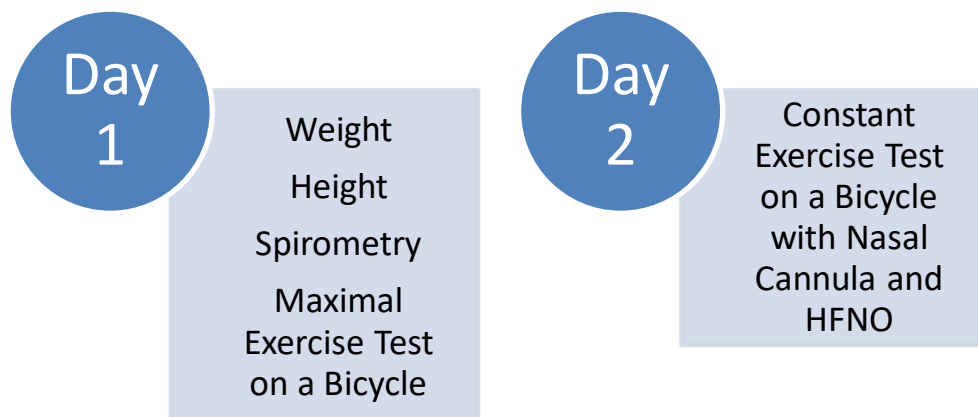 Day
1
Weight
Height
Spirometry
Maximal
Exercise Test
on a Bicycle
Day
2
Constant
Exercise Test
on a Bicycle
with Nasal
Cannula and
HFNO